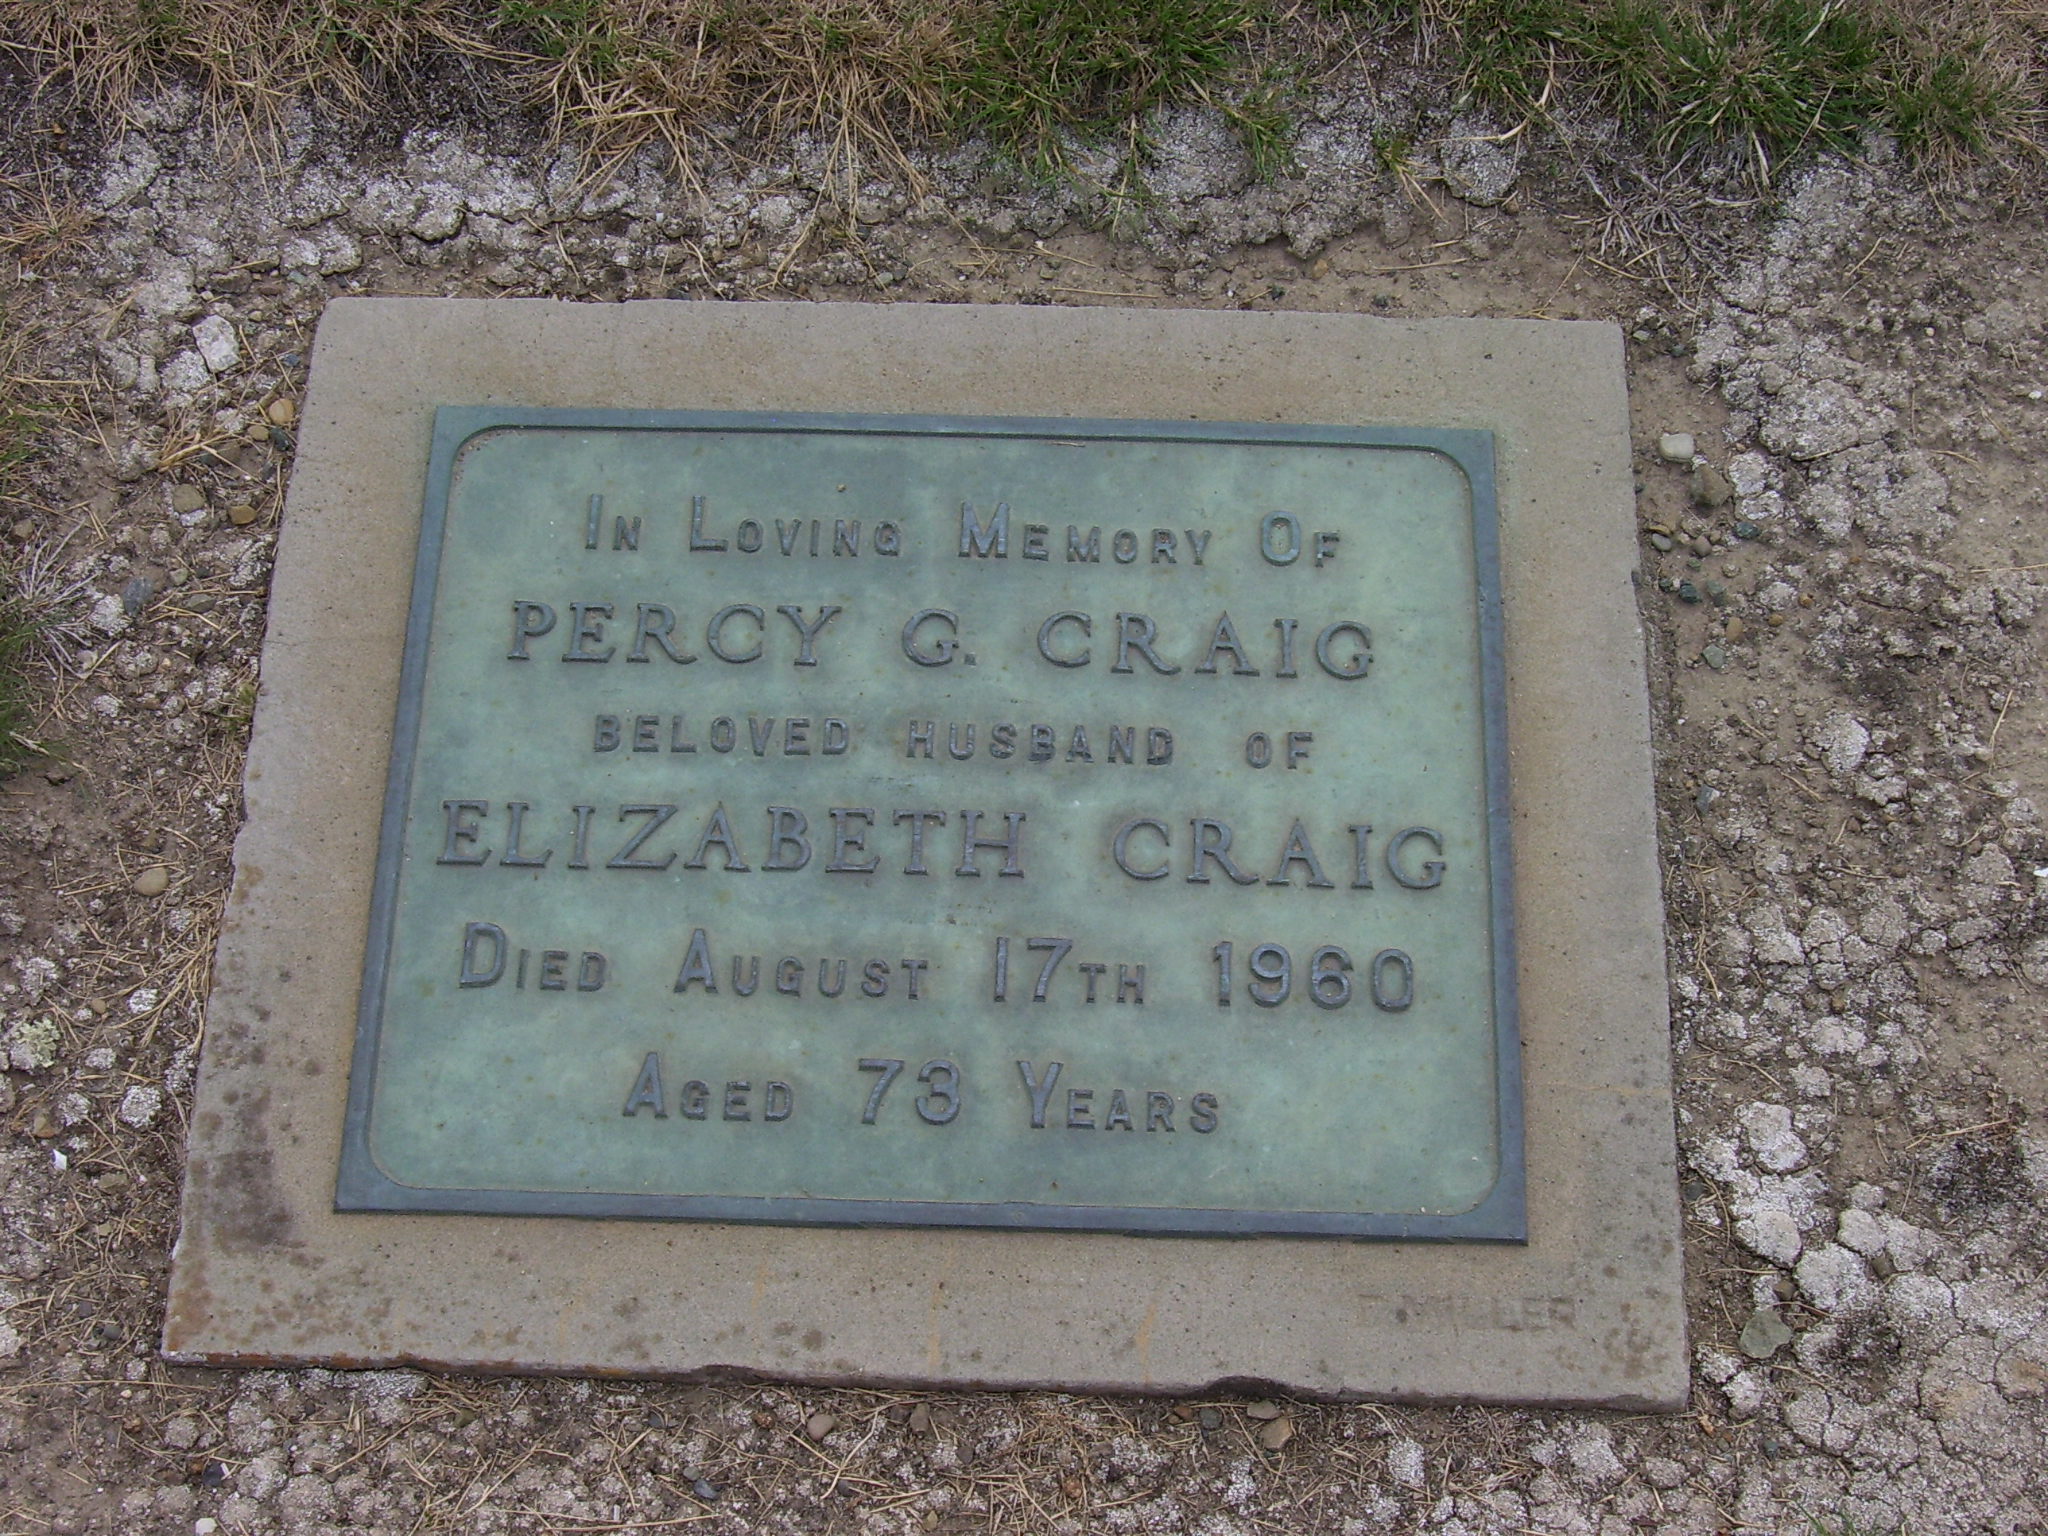 In Loving Memory Of
PERCY G. CRAIG
BELOVED HUSBAND OF
ELIZABETH CRAIG
Died August 17th 1960
Aged 73 Years